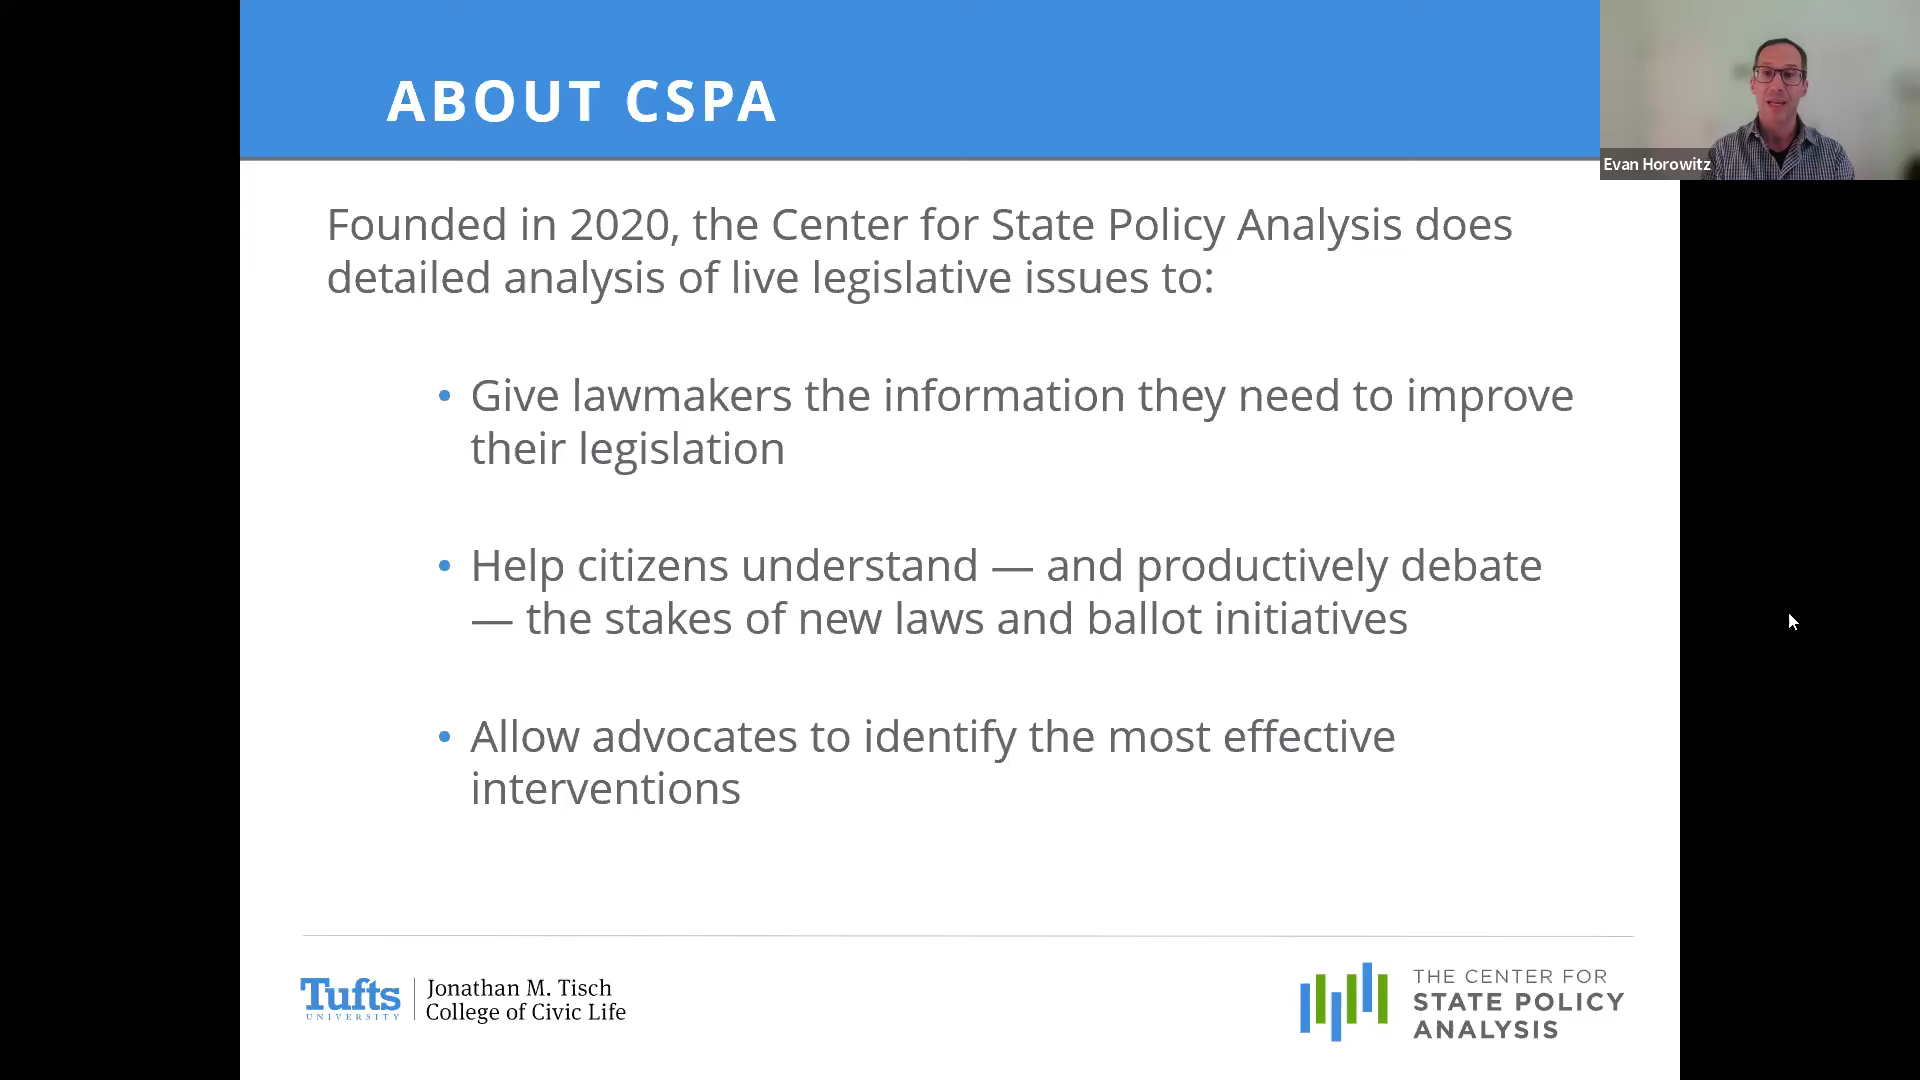 ABOUT CSPA
Evan Horowitz
Founded in 2020, the Center for State Policy Analysis does
detailed analysis of live legislative issues to:
• Give lawmakers the information they need to improve
their legislation
• Help citizens understand — and productively debate
— the stakes of new laws and ballot initiatives
• Allow advocates to identify the most effective
interventions
Tufts
UNIVERSITY
Jonathan M. Tisch
College of Civic Life
THE CENTER FOR
STATE POLICY
ANALYSIS